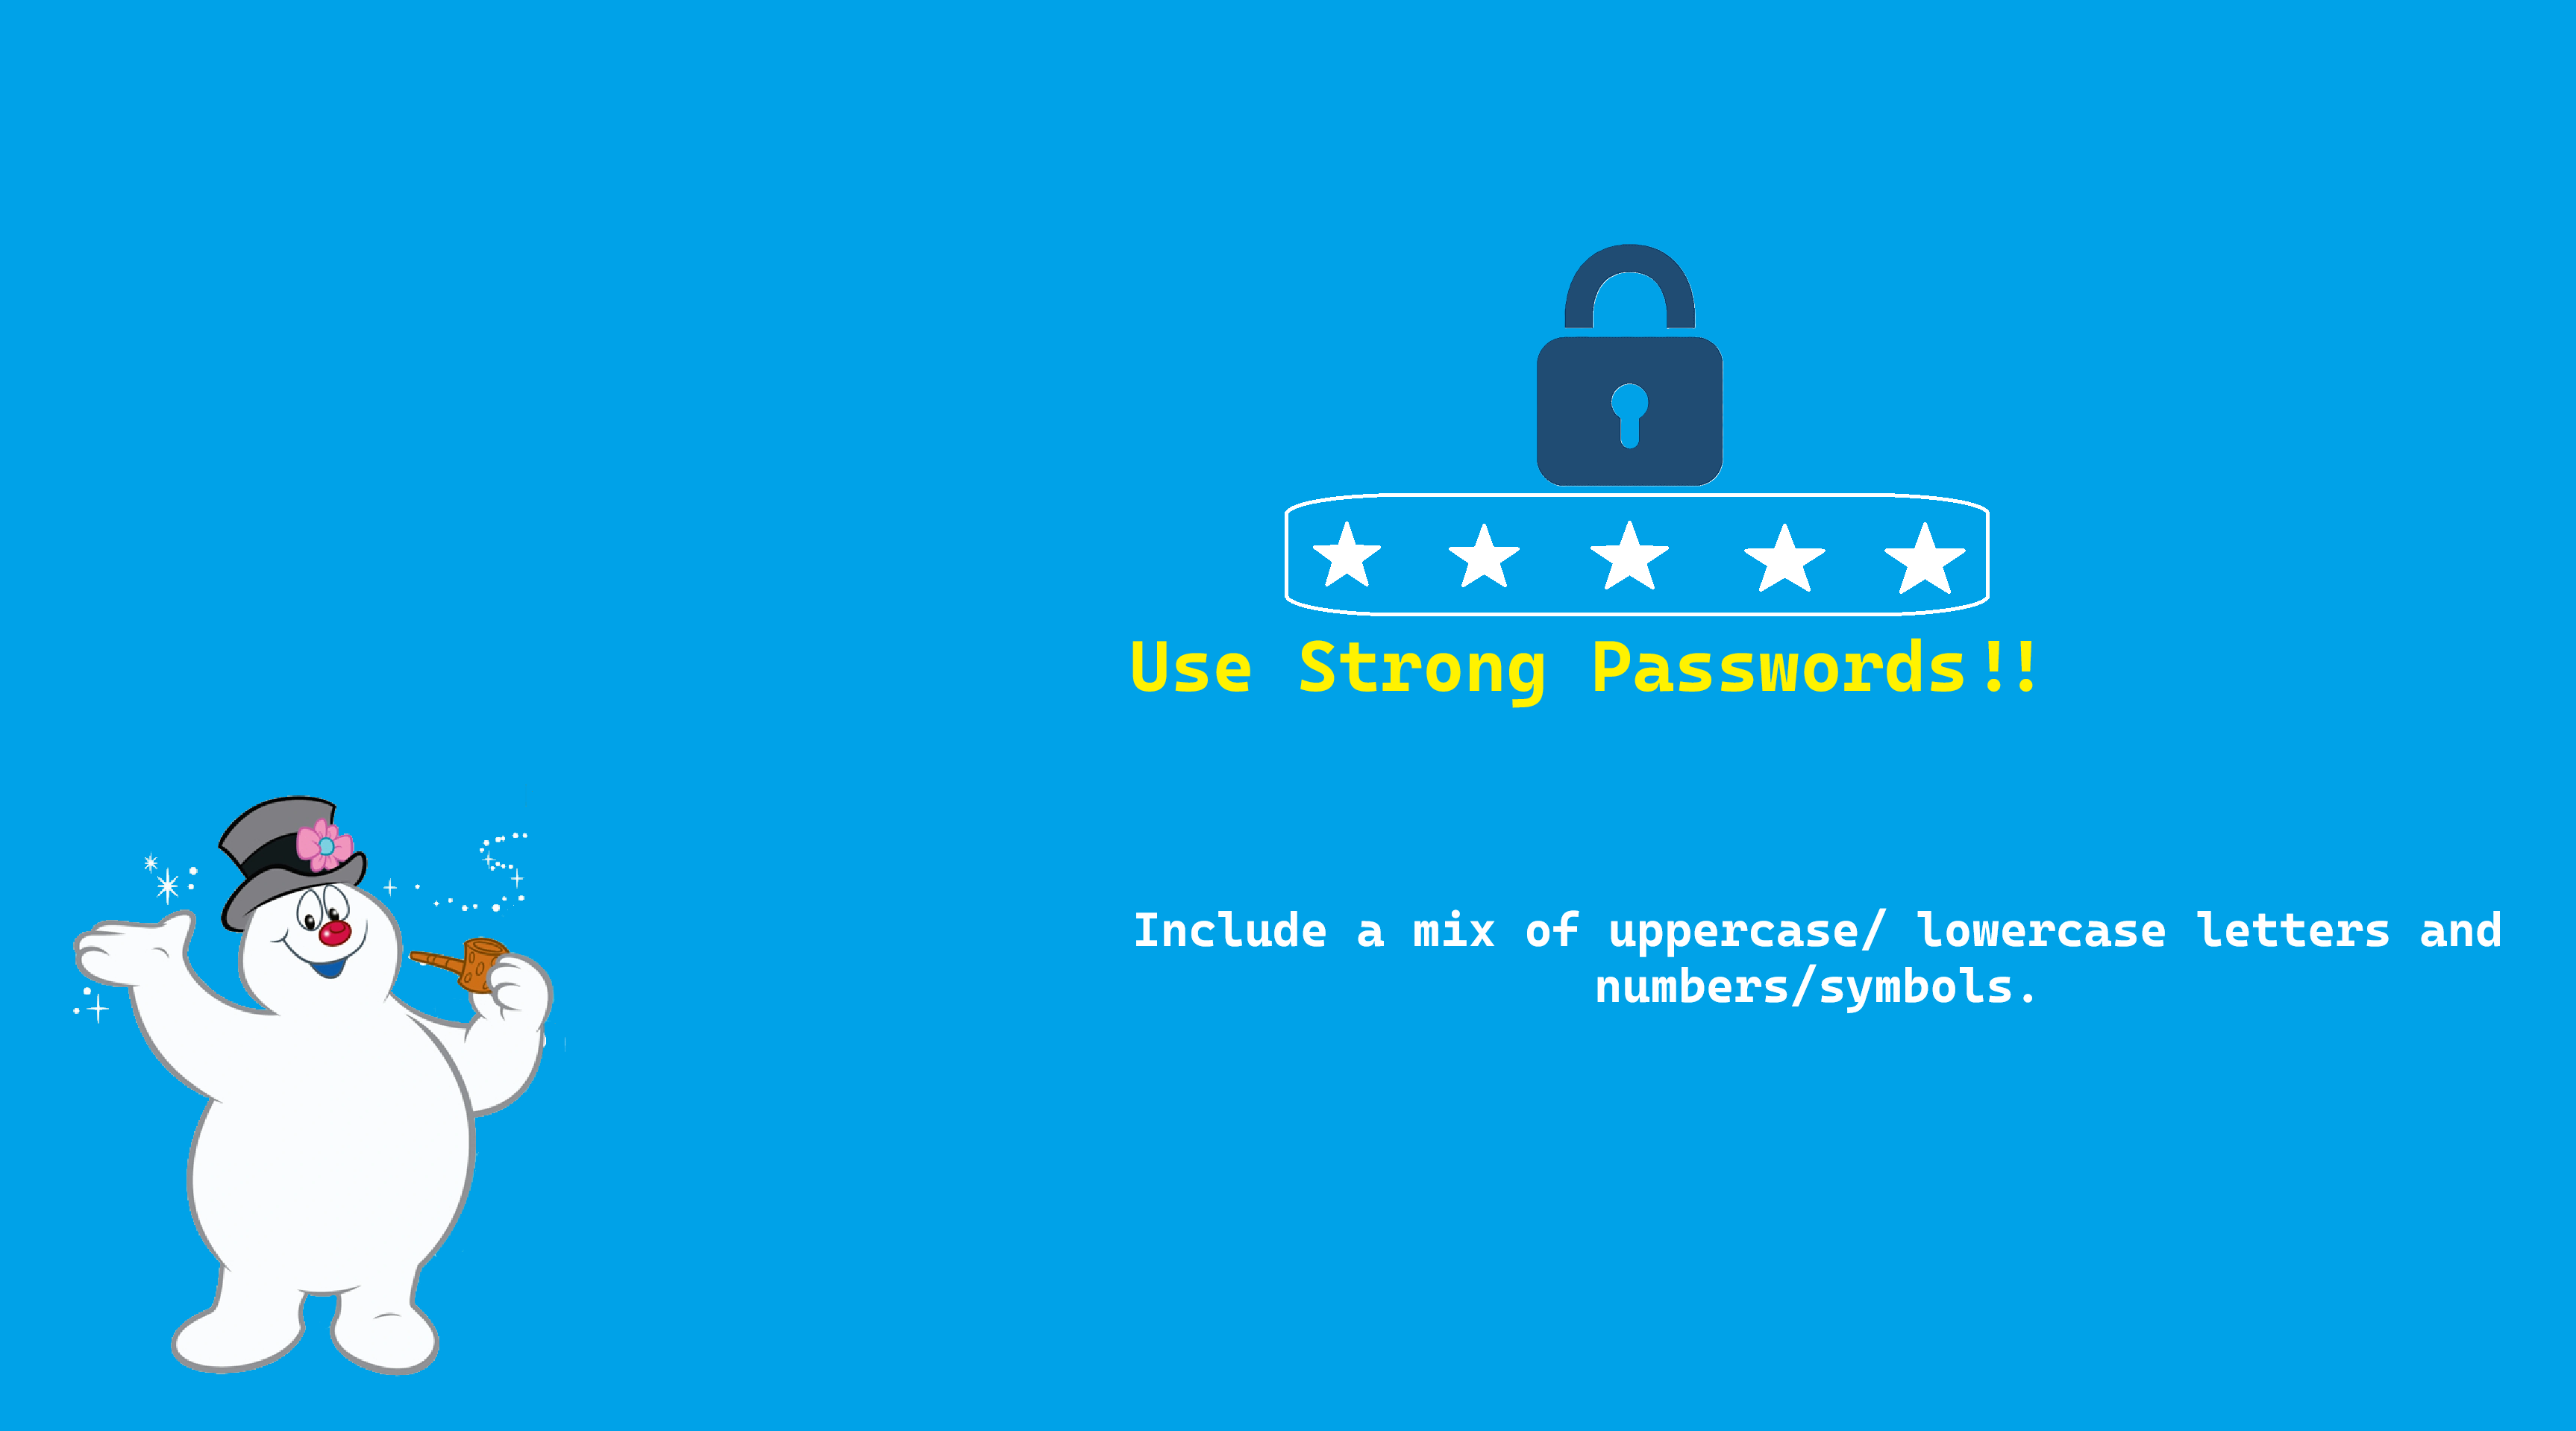 Use Strong Passwords!!
Include a mix of uppercase/ lowercase letters and
numbers/symbols.